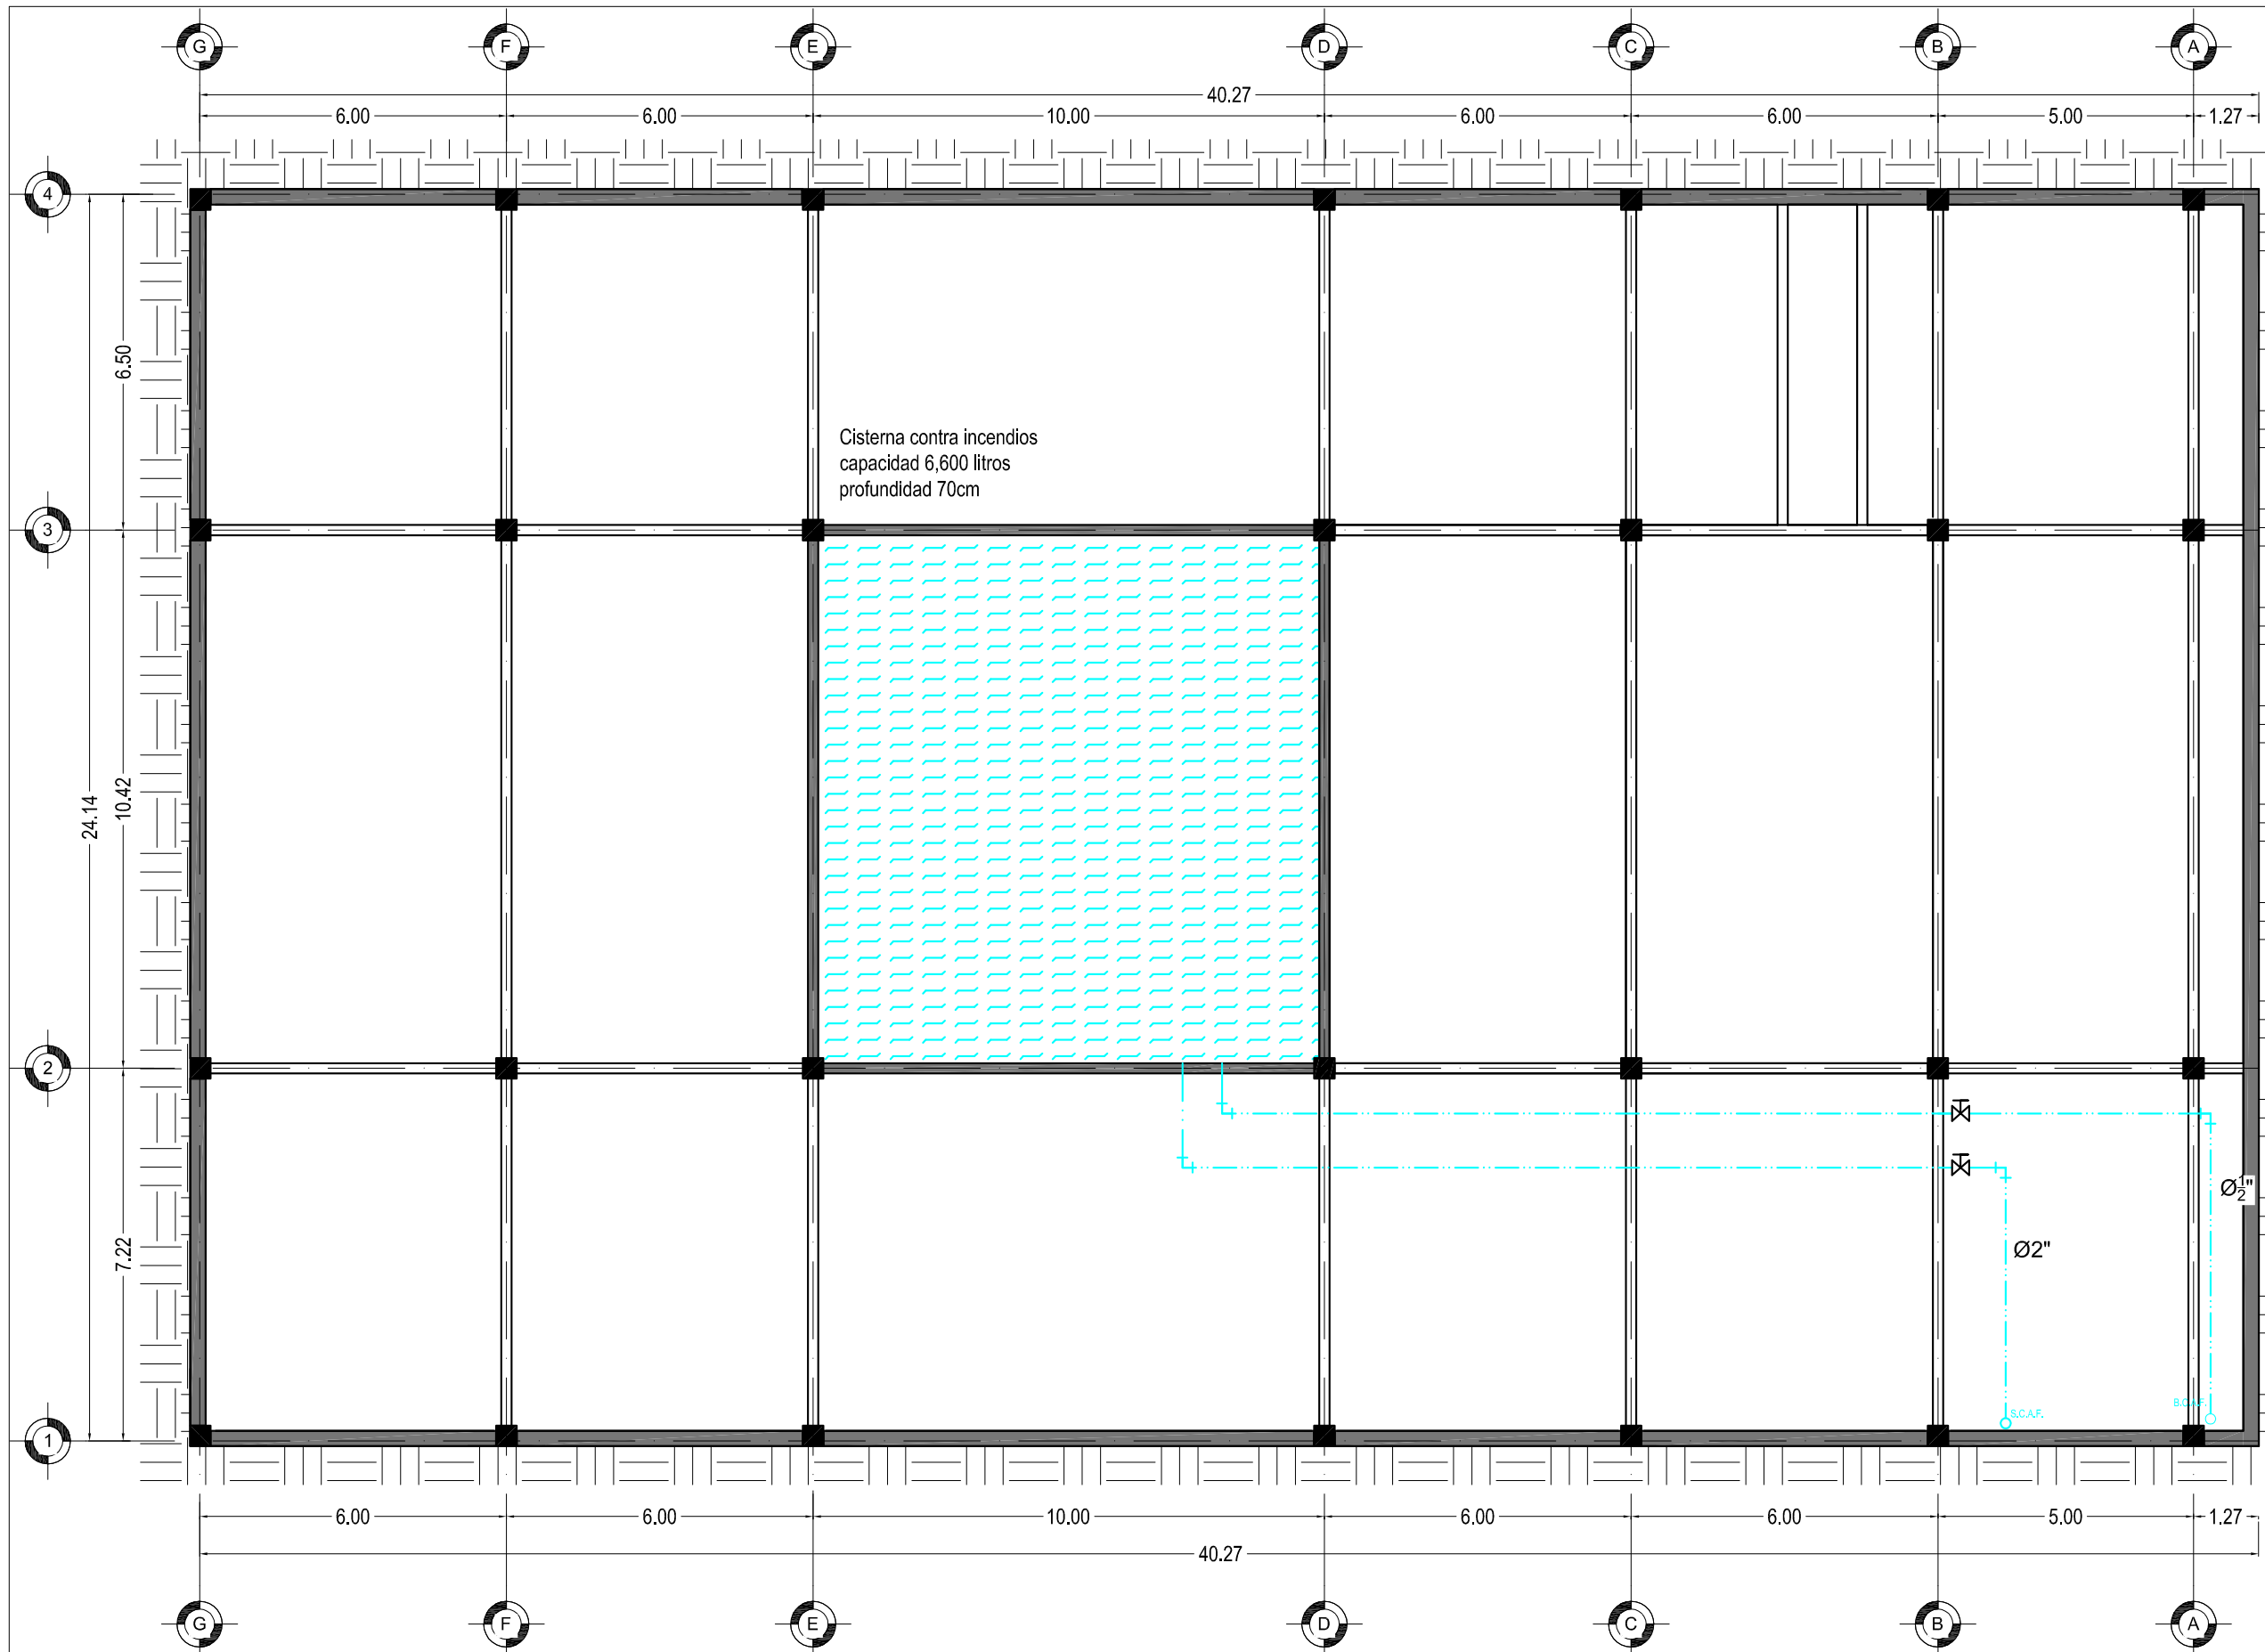 G F E D C B A
40.27
6.00 6.00 10.00 6.00 6.00 5.00 1.27
4
6.50
Cisterna contra incendios
capacidad 6,600 litros
profundidad 70cm
3
24.14
10.42
2
Ø1/2"
Ø2"
7.22
B.C.A.F.
S.C.A.F.
1
6.00 6.00 10.00 6.00 6.00 5.00 1.27
40.27
G F E D C B A